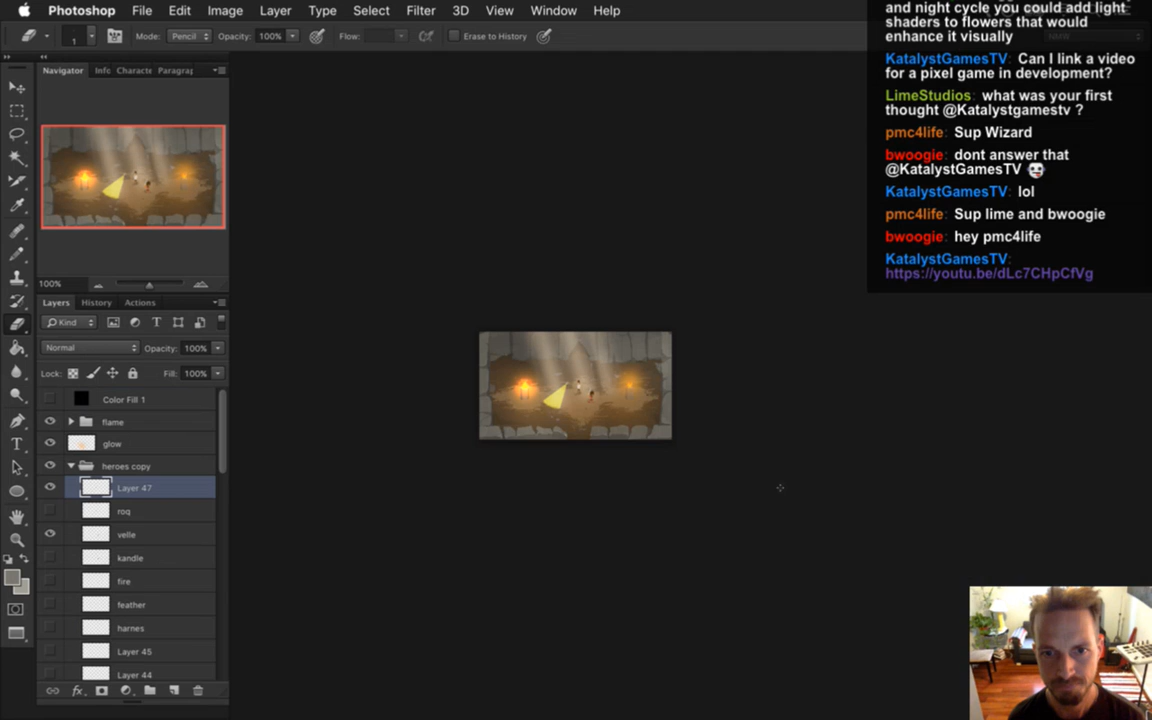 Photoshop File Edit Image Layer Type Select Filter 3D View Window Help
1 Mode: Pencil Opacity: 100% Flow: Erase to History
Navigator Info Characte Paragrap
100%
Layers History Actions
Kind
Normal Opacity: 100%
Lock: Fill: 100%
Color Fill 1
flame
glow
heroes copy
Layer 47
roq
velle
kandle
fire
feather
harnes
Layer 45
Layer 44
fx
and night cycle you could add light
shaders to flowers that would
enhance it visually
KatalystGamesTV: Can I link a video
for a pixel game in development?
LimeStudios: what was your first
thought @Katalystgamestv ?
pmc4life: Sup Wizard
bwoogie: dont answer that
@KatalystGamesTV
KatalystGamesTV: lol
pmc4life: Sup lime and bwoogie
bwoogie: hey pmc4life
KatalystGamesTV:
https://youtu.be/dLc7CHpCfVg